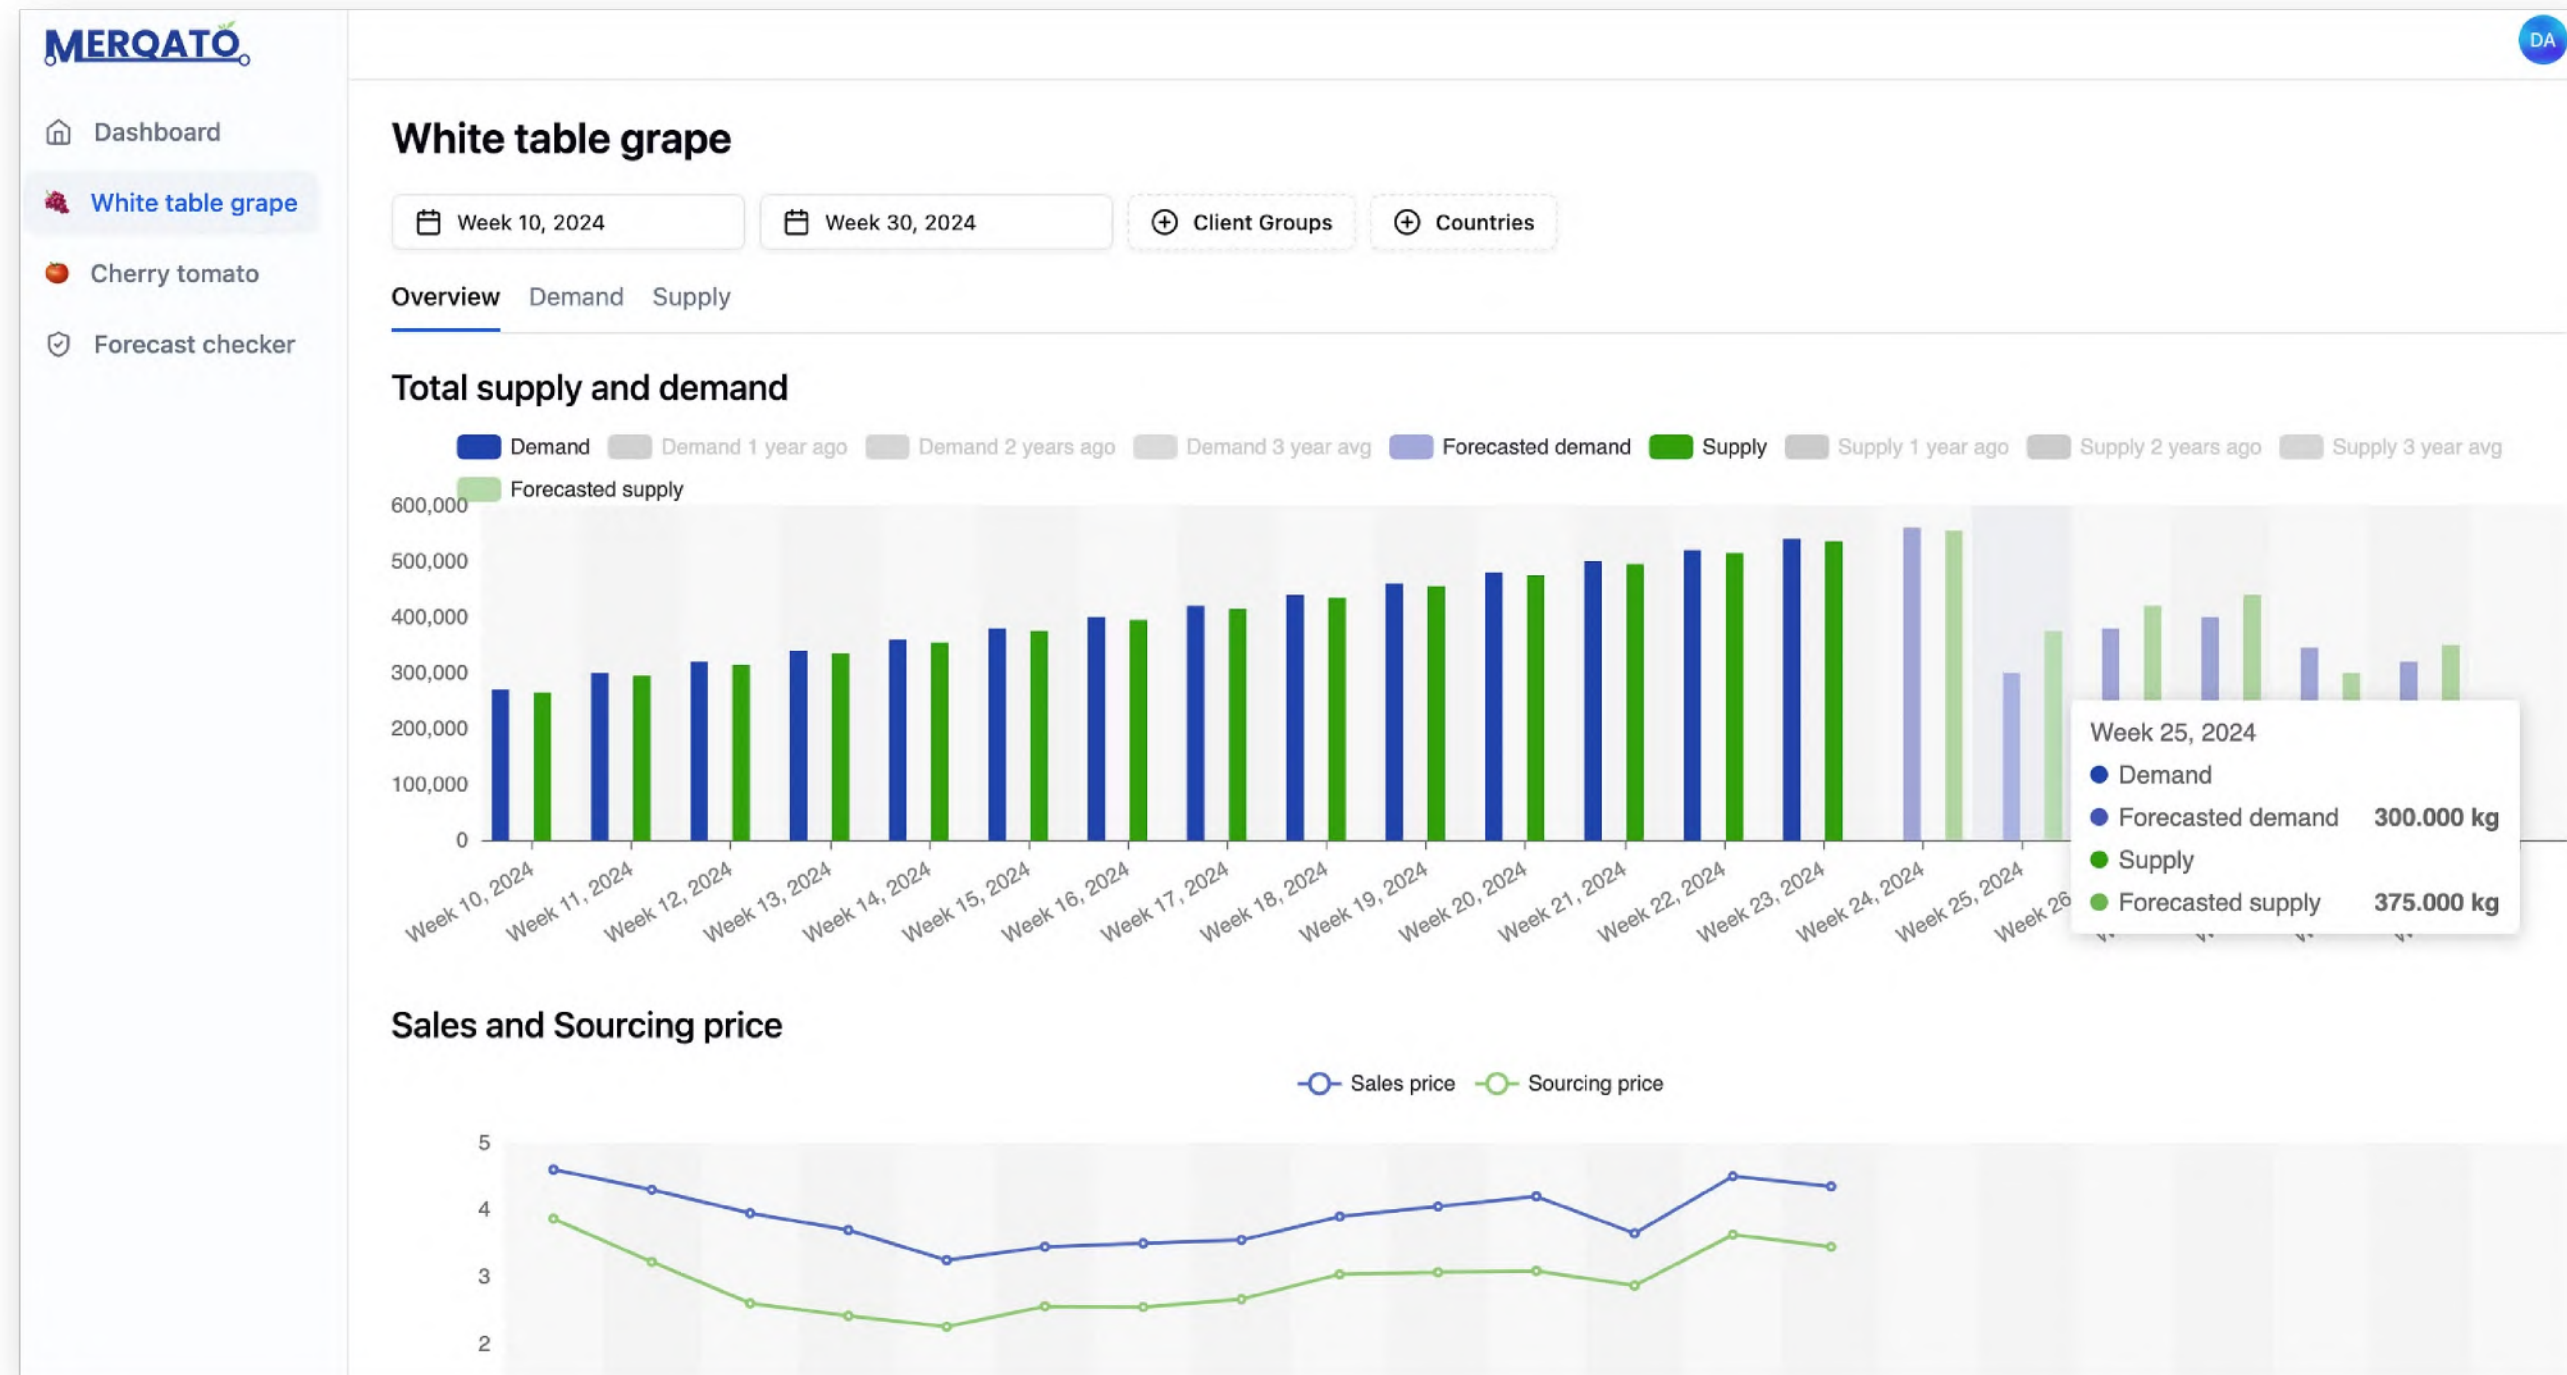 MERQATO
DA
Dashboard
White table grape
Cherry tomato
Forecast checker
White table grape
Week 10, 2024 Week 30, 2024 Client Groups Countries
Overview Demand Supply
Total supply and demand
Demand Demand 1 year ago Demand 2 years ago Demand 3 year avg Forecasted demand Supply Supply 1 year ago Supply 2 years ago Supply 3 year avg
Forecasted supply
600,000
500,000
400,000
300,000
200,000
100,000
0
Week 10, 2024 Week 11, 2024 Week 12, 2024 Week 13, 2024 Week 14, 2024 Week 15, 2024 Week 16, 2024 Week 17, 2024 Week 18, 2024 Week 19, 2024 Week 20, 2024 Week 21, 2024 Week 22, 2024 Week 23, 2024 Week 24, 2024 Week 25, 2024 Week 26
Week 25, 2024
Demand
Forecasted demand 300.000 kg
Supply
Forecasted supply 375.000 kg
Sales and Sourcing price
Sales price Sourcing price
5
4
3
2